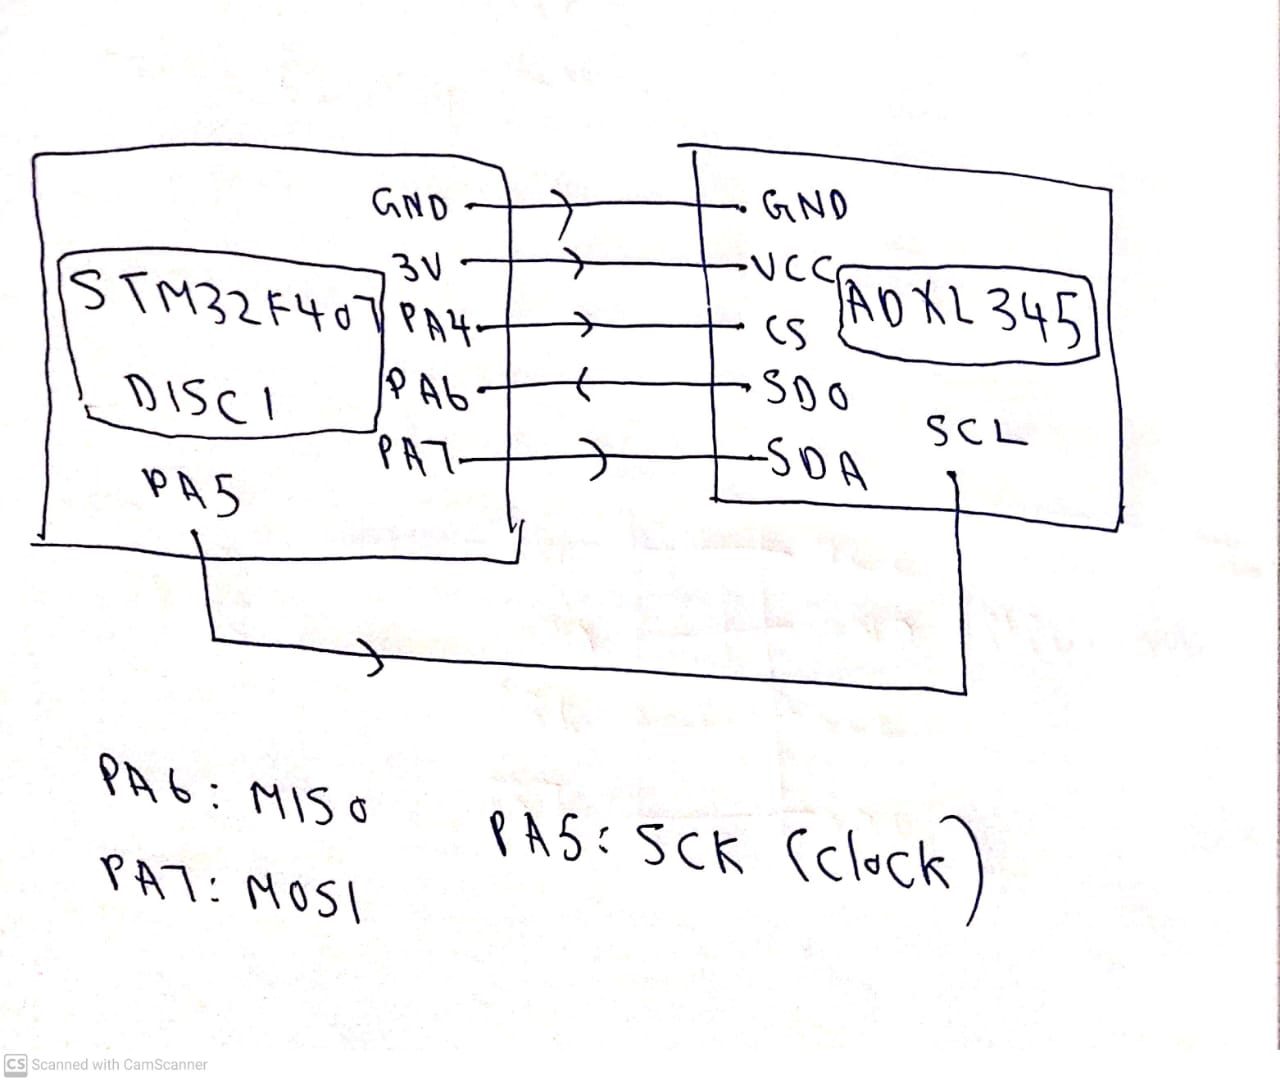 GND
3V
STM32F407
DISC1
PA4
PA6
PA7
PA5
GND
VCC
ADXL345
CS
SDO
SCL
SDA
PA6: MISO
PA7: MOSI
PA5: SCK (clock)
CS Scanned with CamScanner